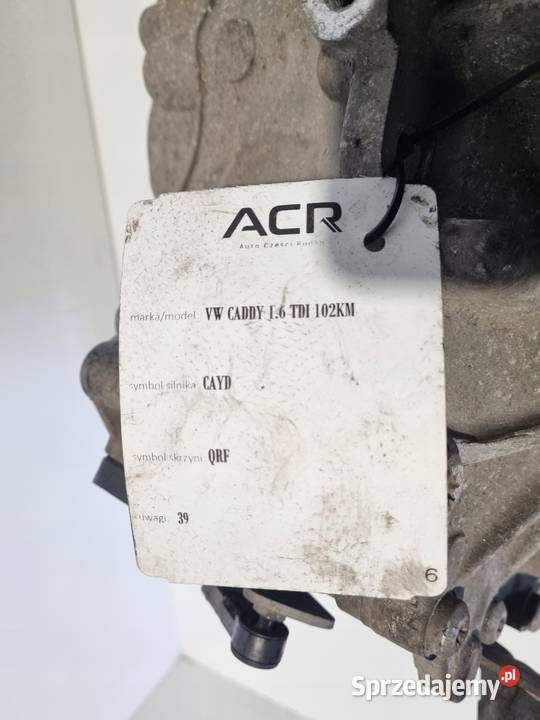 ACR
Auto Części Rudka
marka/model: VW CADDY 1.6 TDI 102KM
symbol silnika: CAYD
symbol skrzyni: QRF
uwagi: 39
6
Sprzedajemy.pl